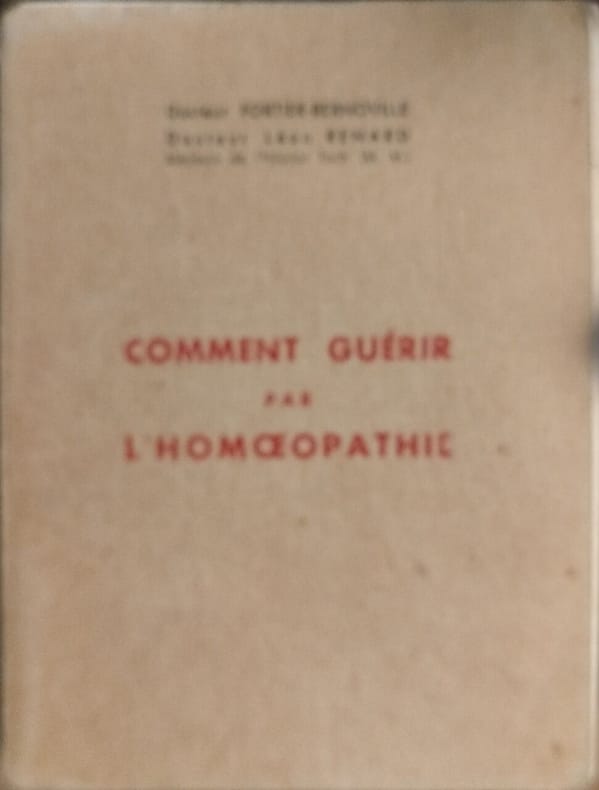 Docteur FORTIER-BERNOVILLE
Docteur Léon RENARD
COMMENT GUÉRIR
PAR
L'HOMŒOPATHIE